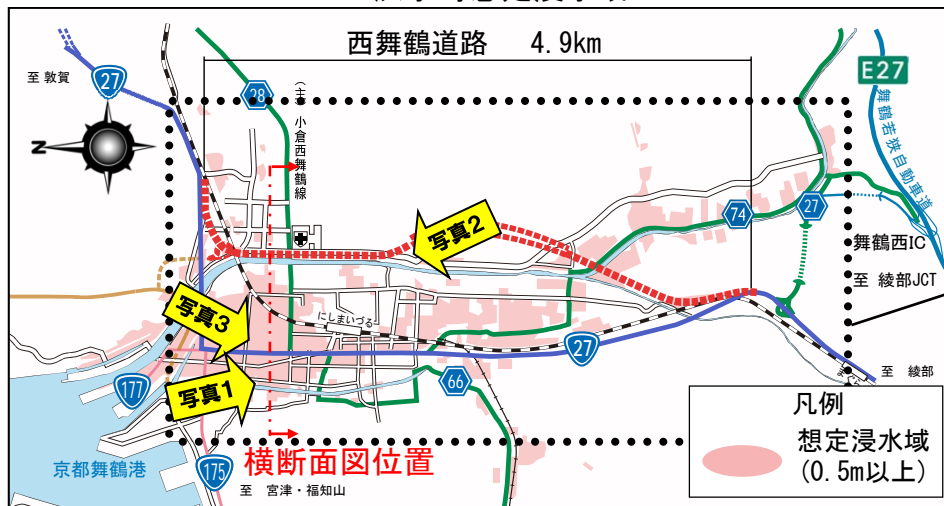 西舞鶴道路 4.9km
至 敦賀
27
28
(主)小倉西舞鶴線
E27
舞鶴若狭自動車道
N
74
27
写真2
舞鶴西IC
至 綾部JCT
写真3
にしまいづる
27
177
写真1
66
至 綾部
京都舞鶴港
175
横断面図位置
至 宮津・福知山
凡例
想定浸水域
(0.5m以上)